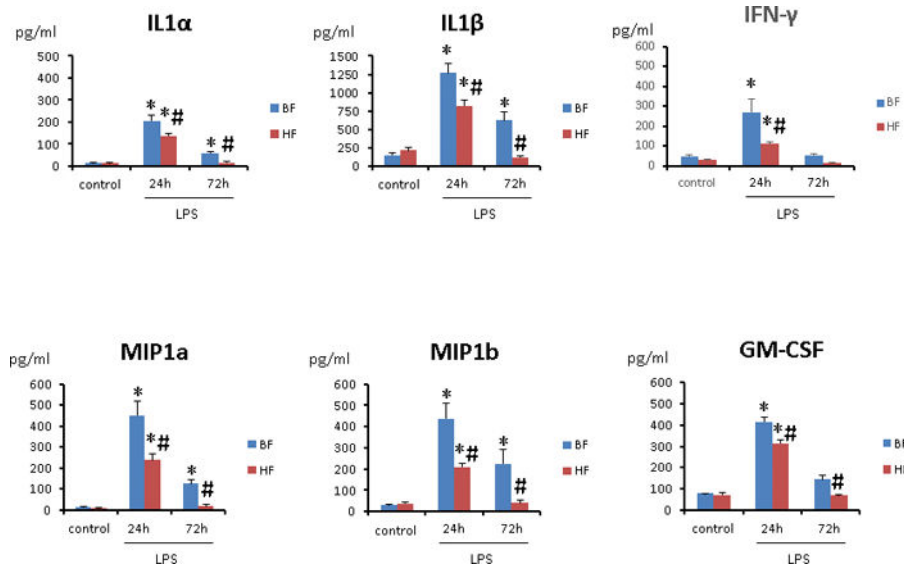 IL1α
pg/ml
500
400
300
200
100
0
* *# * #
BF
HF
control 24h 72h
LPS
IL1β
pg/ml
1500
1250
1000
750
500
250
0
* *# * #
BF
HF
control 24h 72h
LPS
IFN-γ
pg/ml
600
500
400
300
200
100
0
* *#
BF
HF
control 24h 72h
LPS
MIP1a
pg/ml
600
500
400
300
200
100
0
* *# * #
BF
HF
control 24h 72h
LPS
MIP1b
pg/ml
600
500
400
300
200
100
0
* *# * #
BF
HF
control 24h 72h
LPS
GM-CSF
pg/ml
600
500
400
300
200
100
0
* *# #
BF
HF
control 24h 72h
LPS